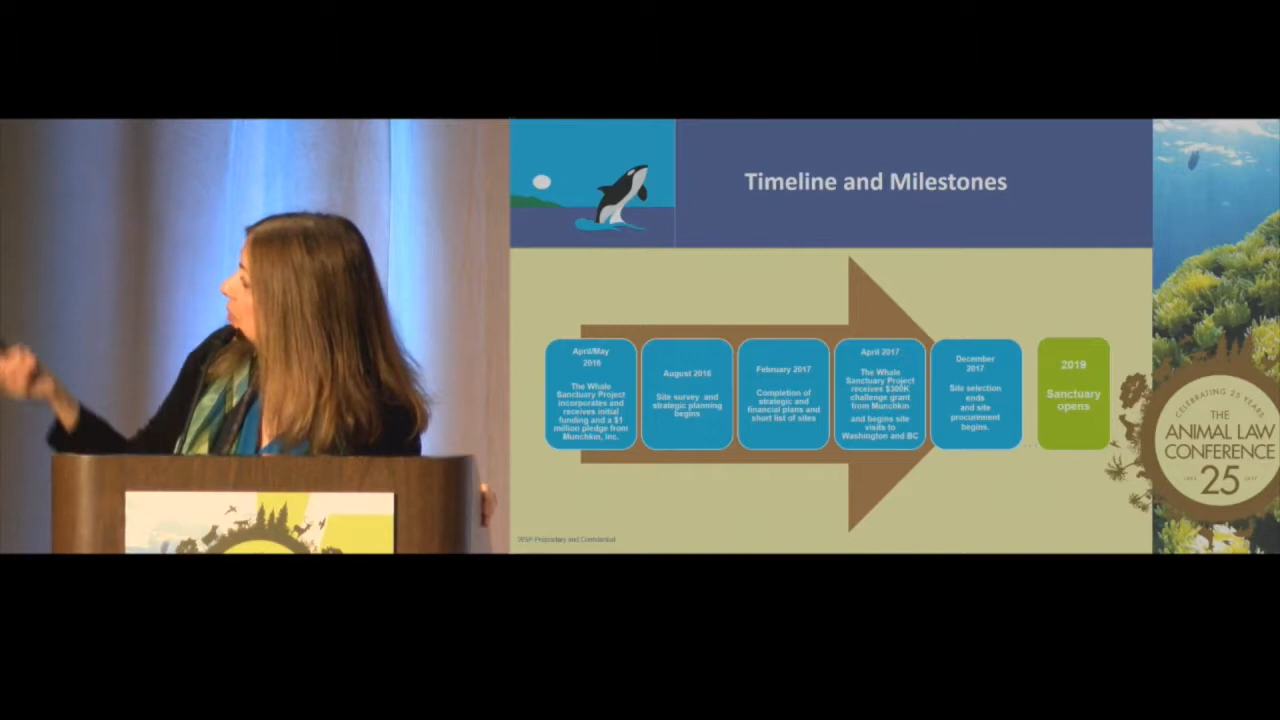 Timeline and Milestones
April/May
2016
The Whale
Sanctuary Project
incorporates and
receives initial
funding and a $1
million pledge from
Munchkin, Inc.
August 2016
Site survey and
strategic planning
begins
February 2017
Completion of
strategic and
financial plans and
short list of sites
April 2017
The Whale
Sanctuary Project
receives $300K
challenge grant
from Munchkin
and begins site
visits to
Washington and BC
December
2017
Site selection
ends
and site
procurement
begins.
2019
Sanctuary
opens
WSP Proprietary and Confidential
CELEBRATING 25 YEARS
THE
ANIMAL LAW
CONFERENCE
25